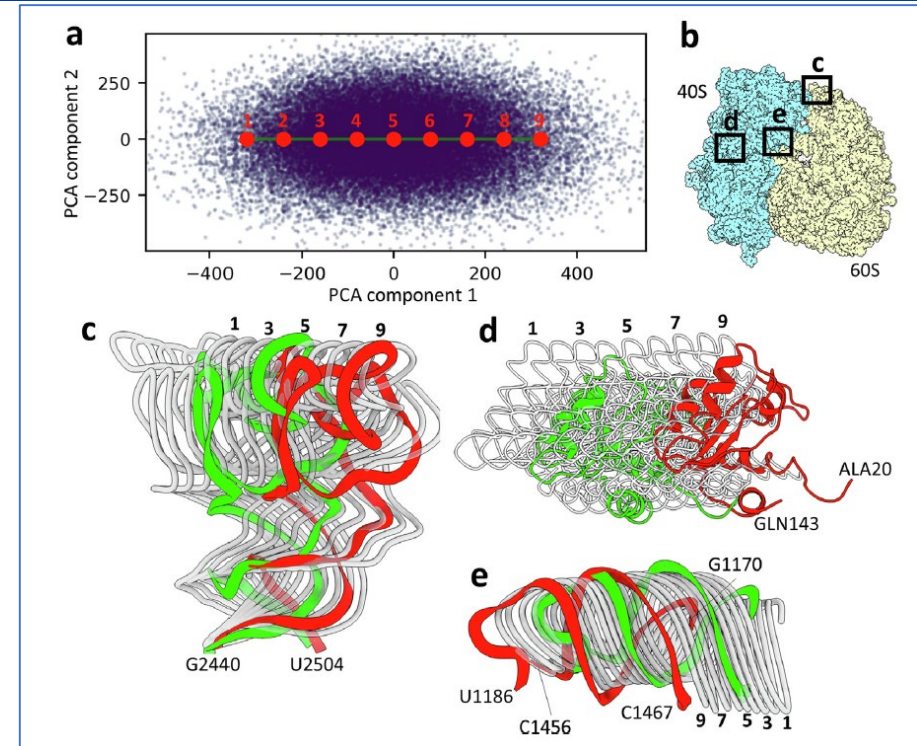 a
PCA component 2
250
0
−250
1 2 3 4 5 6 7 8 9
−400 −200 0 200 400
PCA component 1
b
40S
c
d
e
60S
c
1 3 5 7 9
G2440 U2504
d
1 3 5 7 9
ALA20
GLN143
e
G1170
U1186
C1456
C1467
9 7 5 3 1